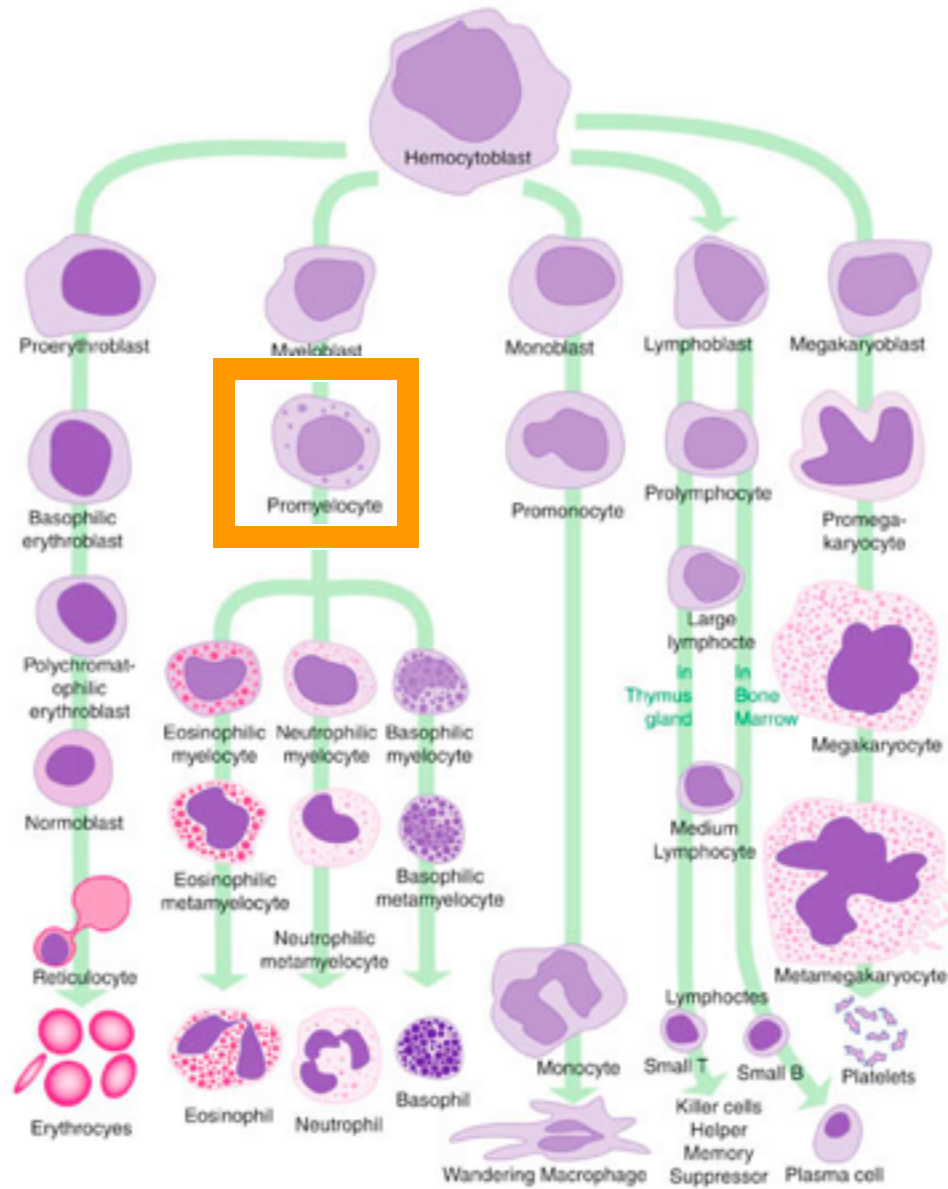 Hemocytoblast
Proerythroblast
Myeloblast
Monoblast
Lymphoblast
Megakaryoblast
Promyelocyte
Basophilic
erythroblast
Promonocyte
Prolymphocyte
Promega-
karyocyte
Large
lymphocte
Polychromat-
ophilic
erythroblast
In
Thymus
gland
In
Bone
Marrow
Eosinophilic
myelocyte
Neutrophilic
myelocyte
Basophilic
myelocyte
Megakaryocyte
Normoblast
Medium
Lymphocyte
Eosinophilic
metamyelocyte
Basophilic
metamyelocyte
Neutrophilic
metamyelocyte
Reticulocyte
Metamegakaryocyte
Lymphoctes
Small T
Small B
Monocyte
Platelets
Erythrocyes
Eosinophil
Neutrophil
Basophil
Killer cells
Helper
Memory
Suppressor
Wandering Macrophage
Plasma cell